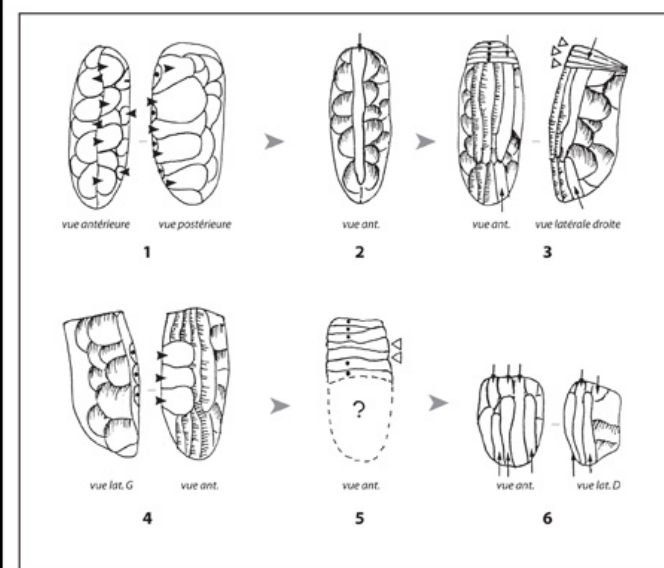 vue antérieure vue postérieure vue ant. vue ant. vue latérale droite
1 2 3
?
vue lat. G vue ant. vue ant. vue ant. vue lat. D
4 5 6